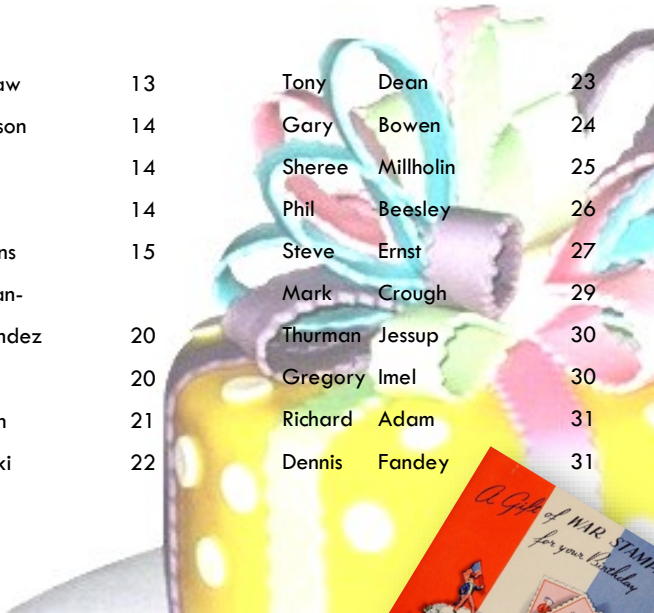 aw 13
son 14
14
14
ns 15
an-
ndez 20
20
n 21
ki 22
Tony Dean 23
Gary Bowen 24
Sheree Millholin 25
Phil Beesley 26
Steve Ernst 27
Mark Crough 29
Thurman Jessup 30
Gregory Imel 30
Richard Adam 31
Dennis Fandey 31
A Gift of WAR STAMP
for your Birthday